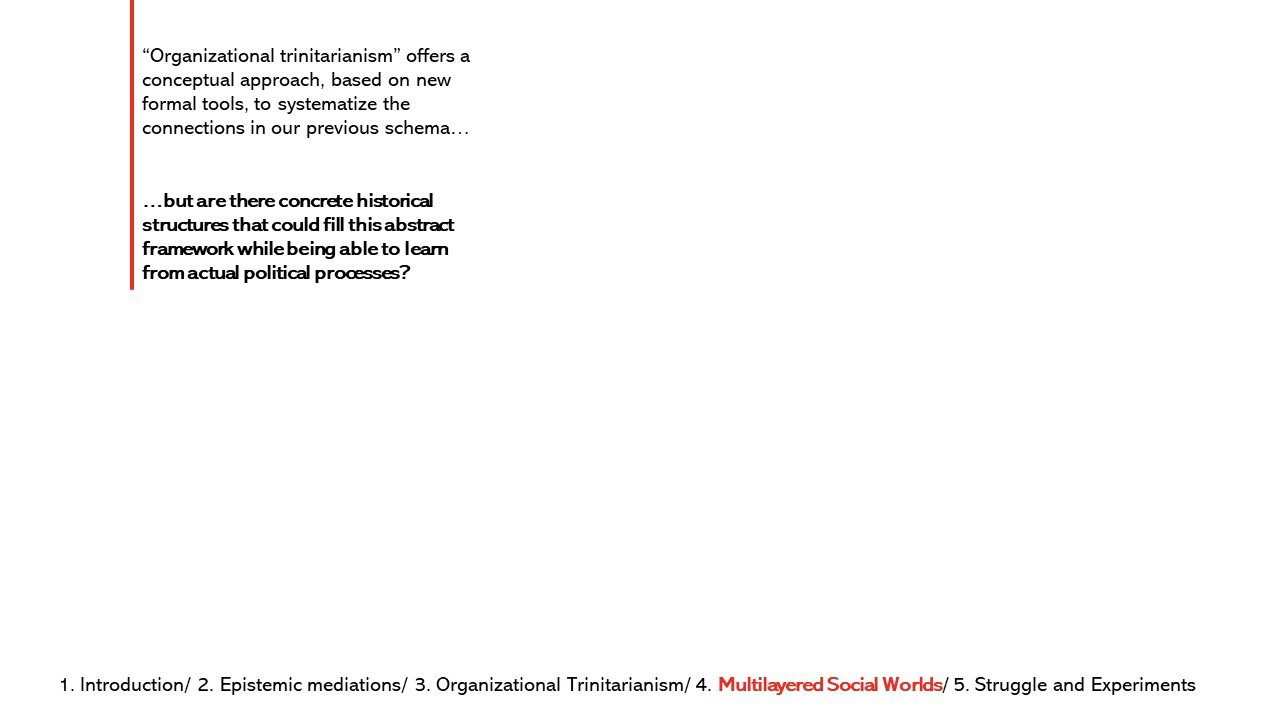 “Organizational trinitarianism” offers a
conceptual approach, based on new
formal tools, to systematize the
connections in our previous schema…
…but are there concrete historical
structures that could fill this abstract
framework while being able to learn
from actual political processes?
1. Introduction/ 2. Epistemic mediations/ 3. Organizational Trinitarianism/ 4. Multilayered Social Worlds/ 5. Struggle and Experiments